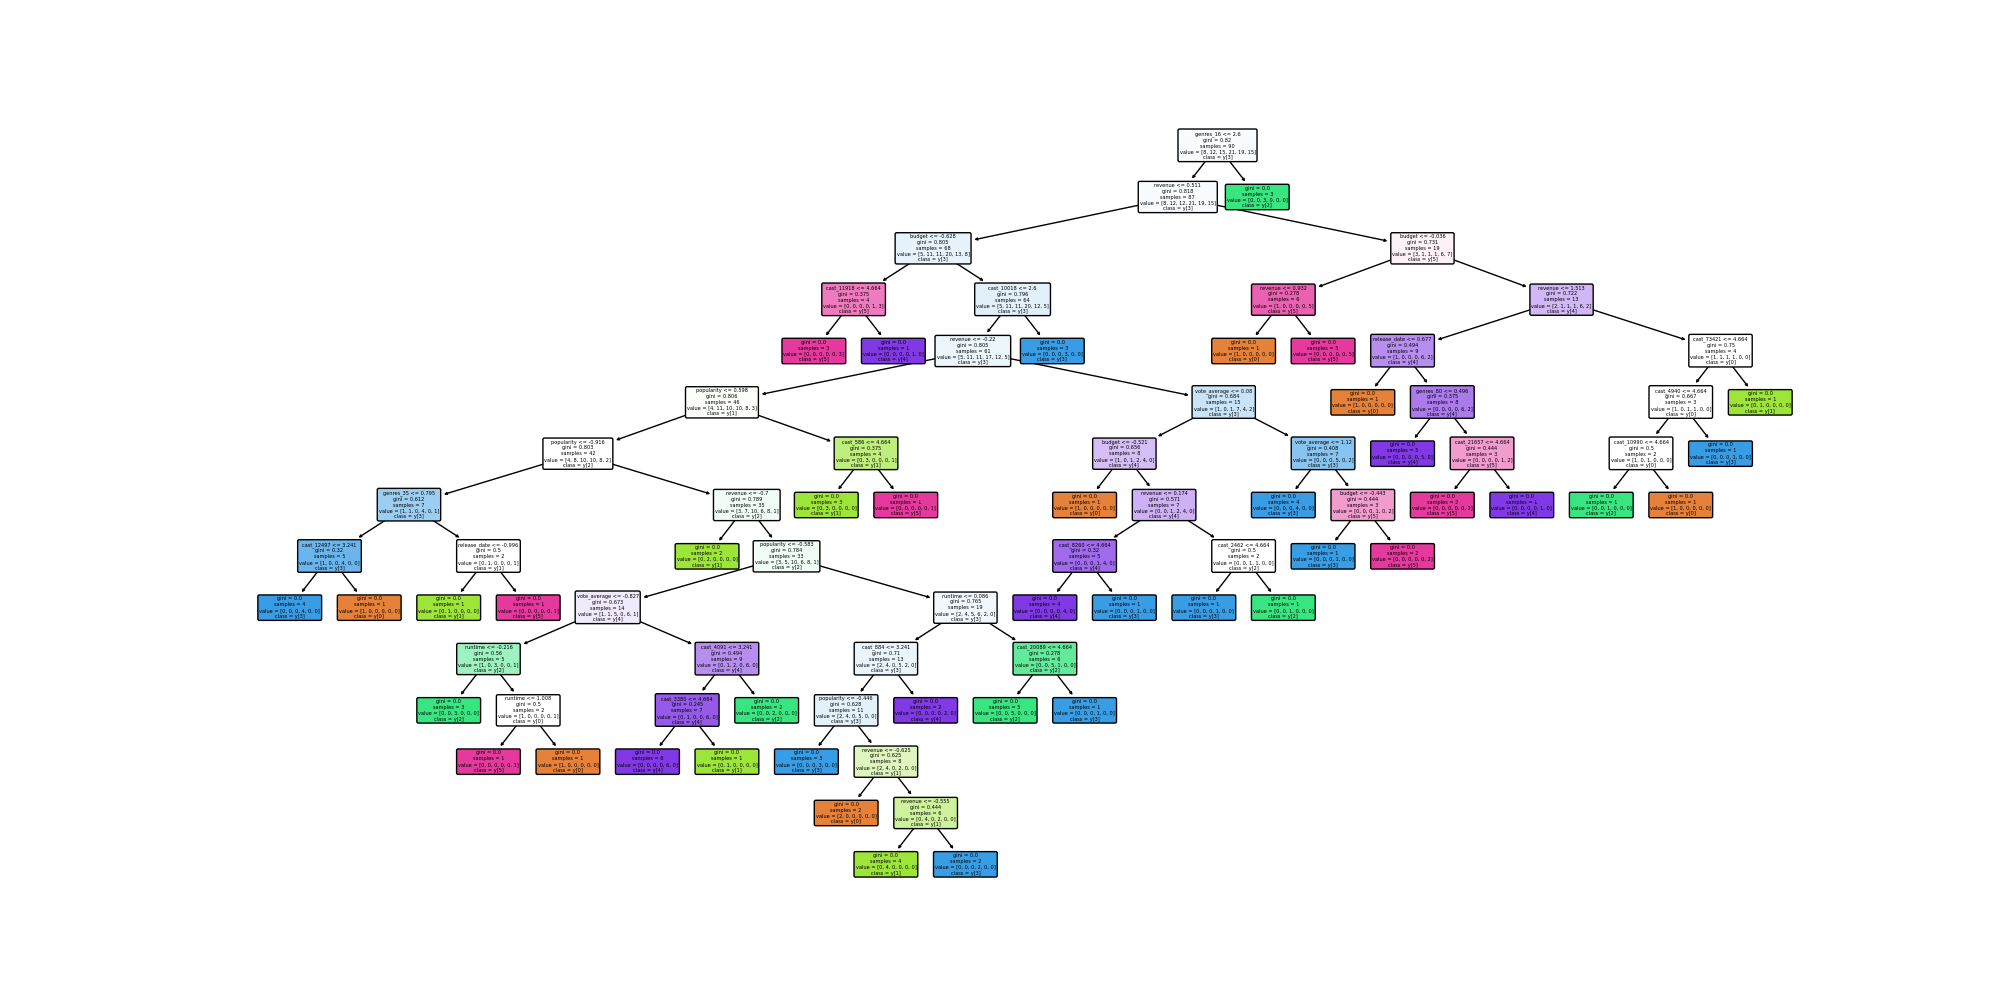 genres_16 <= 2.6
gini = 0.82
samples = 90
value = [8, 12, 15, 21, 19, 15]
class = y[3]
revenue <= 0.511
gini = 0.818
samples = 87
value = [8, 12, 12, 21, 19, 15]
class = y[3]
gini = 0.0
samples = 3
value = [0, 0, 3, 0, 0, 0]
class = y[2]
budget <= -0.628
gini = 0.805
samples = 68
value = [5, 11, 11, 20, 13, 8]
class = y[3]
budget <= -0.036
gini = 0.731
samples = 19
value = [3, 1, 1, 1, 6, 7]
class = y[5]
cast_11918 <= 4.664
gini = 0.375
samples = 4
value = [0, 0, 0, 0, 1, 3]
class = y[5]
cast_10018 <= 2.6
gini = 0.796
samples = 64
value = [5, 11, 11, 20, 12, 5]
class = y[3]
revenue <= 0.932
gini = 0.278
samples = 6
value = [1, 0, 0, 0, 0, 5]
class = y[5]
revenue <= 1.513
gini = 0.722
samples = 13
value = [2, 1, 1, 1, 6, 2]
class = y[4]
gini = 0.0
samples = 3
value = [0, 0, 0, 0, 0, 3]
class = y[5]
gini = 0.0
samples = 1
value = [0, 0, 0, 0, 1, 0]
class = y[4]
revenue <= -0.22
gini = 0.805
samples = 61
value = [5, 11, 11, 17, 12, 5]
class = y[3]
gini = 0.0
samples = 3
value = [0, 0, 0, 3, 0, 0]
class = y[3]
gini = 0.0
samples = 1
value = [1, 0, 0, 0, 0, 0]
class = y[0]
gini = 0.0
samples = 5
value = [0, 0, 0, 0, 0, 5]
class = y[5]
release_date <= 0.677
gini = 0.494
samples = 9
value = [1, 0, 0, 0, 6, 2]
class = y[4]
cast_73421 <= 4.664
gini = 0.75
samples = 4
value = [1, 1, 1, 1, 0, 0]
class = y[0]
popularity <= 0.598
gini = 0.806
samples = 46
value = [4, 11, 10, 10, 8, 3]
class = y[1]
vote_average <= 0.08
gini = 0.684
samples = 15
value = [1, 0, 1, 7, 4, 2]
class = y[3]
gini = 0.0
samples = 1
value = [1, 0, 0, 0, 0, 0]
class = y[0]
genres_80 <= 0.496
gini = 0.375
samples = 8
value = [0, 0, 0, 0, 6, 2]
class = y[4]
cast_4940 <= 4.664
gini = 0.667
samples = 3
value = [1, 0, 1, 1, 0, 0]
class = y[0]
gini = 0.0
samples = 1
value = [0, 1, 0, 0, 0, 0]
class = y[1]
popularity <= -0.916
gini = 0.803
samples = 42
value = [4, 8, 10, 10, 8, 2]
class = y[2]
cast_586 <= 4.664
gini = 0.375
samples = 4
value = [0, 3, 0, 0, 0, 1]
class = y[1]
budget <= -0.521
gini = 0.656
samples = 8
value = [1, 0, 1, 2, 4, 0]
class = y[4]
vote_average <= 1.12
gini = 0.408
samples = 7
value = [0, 0, 0, 5, 0, 2]
class = y[3]
gini = 0.0
samples = 5
value = [0, 0, 0, 0, 5, 0]
class = y[4]
cast_21657 <= 4.664
gini = 0.444
samples = 3
value = [0, 0, 0, 0, 1, 2]
class = y[5]
cast_10990 <= 4.664
gini = 0.5
samples = 2
value = [1, 0, 1, 0, 0, 0]
class = y[0]
gini = 0.0
samples = 1
value = [0, 0, 0, 1, 0, 0]
class = y[3]
genres_35 <= 0.795
gini = 0.612
samples = 7
value = [1, 1, 0, 4, 0, 1]
class = y[3]
revenue <= -0.7
gini = 0.789
samples = 35
value = [3, 7, 10, 6, 8, 1]
class = y[2]
gini = 0.0
samples = 3
value = [0, 3, 0, 0, 0, 0]
class = y[1]
gini = 0.0
samples = 1
value = [0, 0, 0, 0, 0, 1]
class = y[5]
gini = 0.0
samples = 1
value = [1, 0, 0, 0, 0, 0]
class = y[0]
revenue <= 0.174
gini = 0.571
samples = 7
value = [0, 0, 1, 2, 4, 0]
class = y[4]
gini = 0.0
samples = 4
value = [0, 0, 0, 4, 0, 0]
class = y[3]
budget <= -0.443
gini = 0.444
samples = 3
value = [0, 0, 0, 1, 0, 2]
class = y[5]
gini = 0.0
samples = 2
value = [0, 0, 0, 0, 0, 2]
class = y[5]
gini = 0.0
samples = 1
value = [0, 0, 0, 0, 1, 0]
class = y[4]
gini = 0.0
samples = 1
value = [0, 0, 1, 0, 0, 0]
class = y[2]
gini = 0.0
samples = 1
value = [1, 0, 0, 0, 0, 0]
class = y[0]
cast_12497 <= 3.241
gini = 0.32
samples = 5
value = [1, 0, 0, 4, 0, 0]
class = y[3]
release_date <= -0.996
gini = 0.5
samples = 2
value = [0, 1, 0, 0, 0, 1]
class = y[1]
gini = 0.0
samples = 2
value = [0, 2, 0, 0, 0, 0]
class = y[1]
popularity <= -0.583
gini = 0.784
samples = 33
value = [3, 5, 10, 6, 8, 1]
class = y[2]
cast_8260 <= 4.664
gini = 0.32
samples = 5
value = [0, 0, 0, 1, 4, 0]
class = y[4]
cast_2462 <= 4.664
gini = 0.5
samples = 2
value = [0, 0, 1, 1, 0, 0]
class = y[2]
gini = 0.0
samples = 1
value = [0, 0, 0, 1, 0, 0]
class = y[3]
gini = 0.0
samples = 2
value = [0, 0, 0, 0, 0, 2]
class = y[5]
gini = 0.0
samples = 4
value = [0, 0, 0, 4, 0, 0]
class = y[3]
gini = 0.0
samples = 1
value = [1, 0, 0, 0, 0, 0]
class = y[0]
gini = 0.0
samples = 1
value = [0, 1, 0, 0, 0, 0]
class = y[1]
gini = 0.0
samples = 1
value = [0, 0, 0, 0, 0, 1]
class = y[5]
vote_average <= -0.827
gini = 0.673
samples = 14
value = [1, 1, 5, 0, 6, 1]
class = y[4]
runtime <= 0.086
gini = 0.765
samples = 19
value = [2, 4, 5, 6, 2, 0]
class = y[3]
gini = 0.0
samples = 4
value = [0, 0, 0, 0, 4, 0]
class = y[4]
gini = 0.0
samples = 1
value = [0, 0, 0, 1, 0, 0]
class = y[3]
gini = 0.0
samples = 1
value = [0, 0, 0, 1, 0, 0]
class = y[3]
gini = 0.0
samples = 1
value = [0, 0, 1, 0, 0, 0]
class = y[2]
runtime <= -0.216
gini = 0.56
samples = 5
value = [1, 0, 3, 0, 0, 1]
class = y[2]
cast_4091 <= 3.241
gini = 0.494
samples = 9
value = [0, 1, 2, 0, 6, 0]
class = y[4]
cast_884 <= 3.241
gini = 0.71
samples = 13
value = [2, 4, 0, 5, 2, 0]
class = y[3]
cast_20089 <= 4.664
gini = 0.278
samples = 6
value = [0, 0, 5, 1, 0, 0]
class = y[2]
gini = 0.0
samples = 3
value = [0, 0, 3, 0, 0, 0]
class = y[2]
runtime <= 1.008
gini = 0.5
samples = 2
value = [1, 0, 0, 0, 0, 1]
class = y[0]
cast_3380 <= 4.664
gini = 0.245
samples = 7
value = [0, 1, 0, 0, 6, 0]
class = y[4]
gini = 0.0
samples = 2
value = [0, 0, 2, 0, 0, 0]
class = y[2]
popularity <= -0.446
gini = 0.628
samples = 11
value = [2, 4, 0, 5, 0, 0]
class = y[3]
gini = 0.0
samples = 2
value = [0, 0, 0, 0, 2, 0]
class = y[4]
gini = 0.0
samples = 5
value = [0, 0, 5, 0, 0, 0]
class = y[2]
gini = 0.0
samples = 1
value = [0, 0, 0, 1, 0, 0]
class = y[3]
gini = 0.0
samples = 1
value = [0, 0, 0, 0, 0, 1]
class = y[5]
gini = 0.0
samples = 1
value = [1, 0, 0, 0, 0, 0]
class = y[0]
gini = 0.0
samples = 6
value = [0, 0, 0, 0, 6, 0]
class = y[4]
gini = 0.0
samples = 1
value = [0, 1, 0, 0, 0, 0]
class = y[1]
gini = 0.0
samples = 3
value = [0, 0, 0, 3, 0, 0]
class = y[3]
revenue <= -0.625
gini = 0.625
samples = 8
value = [2, 4, 0, 2, 0, 0]
class = y[1]
gini = 0.0
samples = 2
value = [2, 0, 0, 0, 0, 0]
class = y[0]
revenue <= -0.555
gini = 0.444
samples = 6
value = [0, 4, 0, 2, 0, 0]
class = y[1]
gini = 0.0
samples = 4
value = [0, 4, 0, 0, 0, 0]
class = y[1]
gini = 0.0
samples = 2
value = [0, 0, 0, 2, 0, 0]
class = y[3]